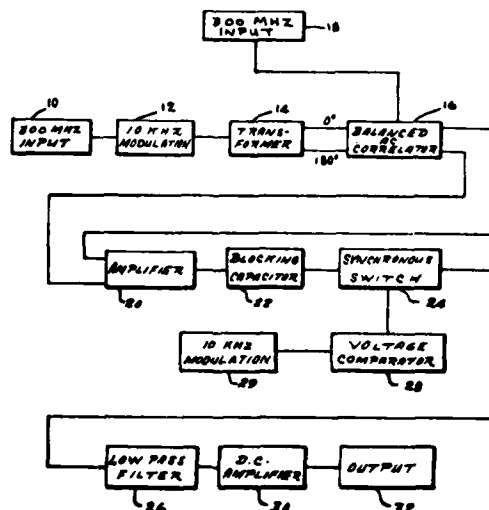 300 MHZ
INPUT
18
10
12
14
16
300 MHZ
INPUT
10 KHZ
MODULATION
TRANS-
FORMER
0°
180°
BALANCED
AC
CORRELATOR
AMPLIFIER
20
BLOCKING
CAPACITOR
22
SYNCHRONOUS
SWITCH
24
10 KHZ
MODULATION
29
VOLTAGE
COMPARATOR
28
LOW PASS
FILTER
26
D.C.-
AMPLIFIER
OUTPUT
32